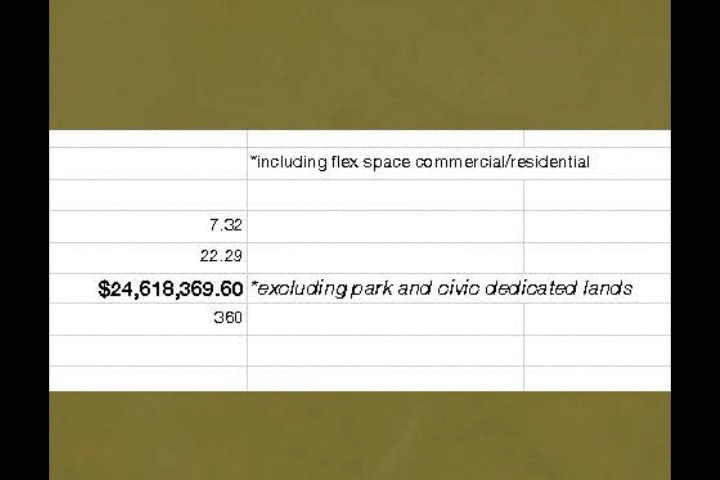 *including flex space commercial/residential
7.32
22.29
$24,618,369.60 *excluding park and civic dedicated lands
360